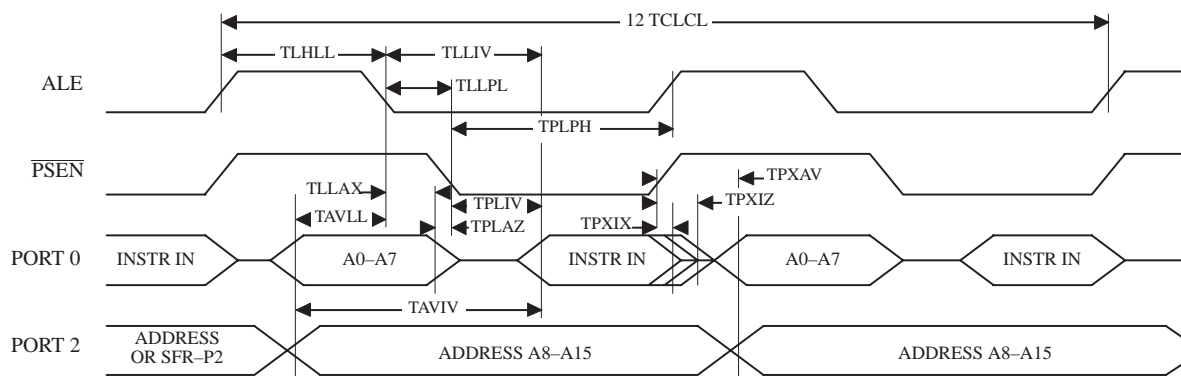 12 TCLCL
TLHLL
TLLIV
ALE
TLLPL
TPLPH
PSEN
TLLAX
TPXAV
TPLIV
TPXIZ
TAVLL
TPLAZ
TPXIX
PORT 0
INSTR IN
A0–A7
INSTR IN
A0–A7
INSTR IN
TAVIV
PORT 2
ADDRESS
OR SFR–P2
ADDRESS A8–A15
ADDRESS A8–A15